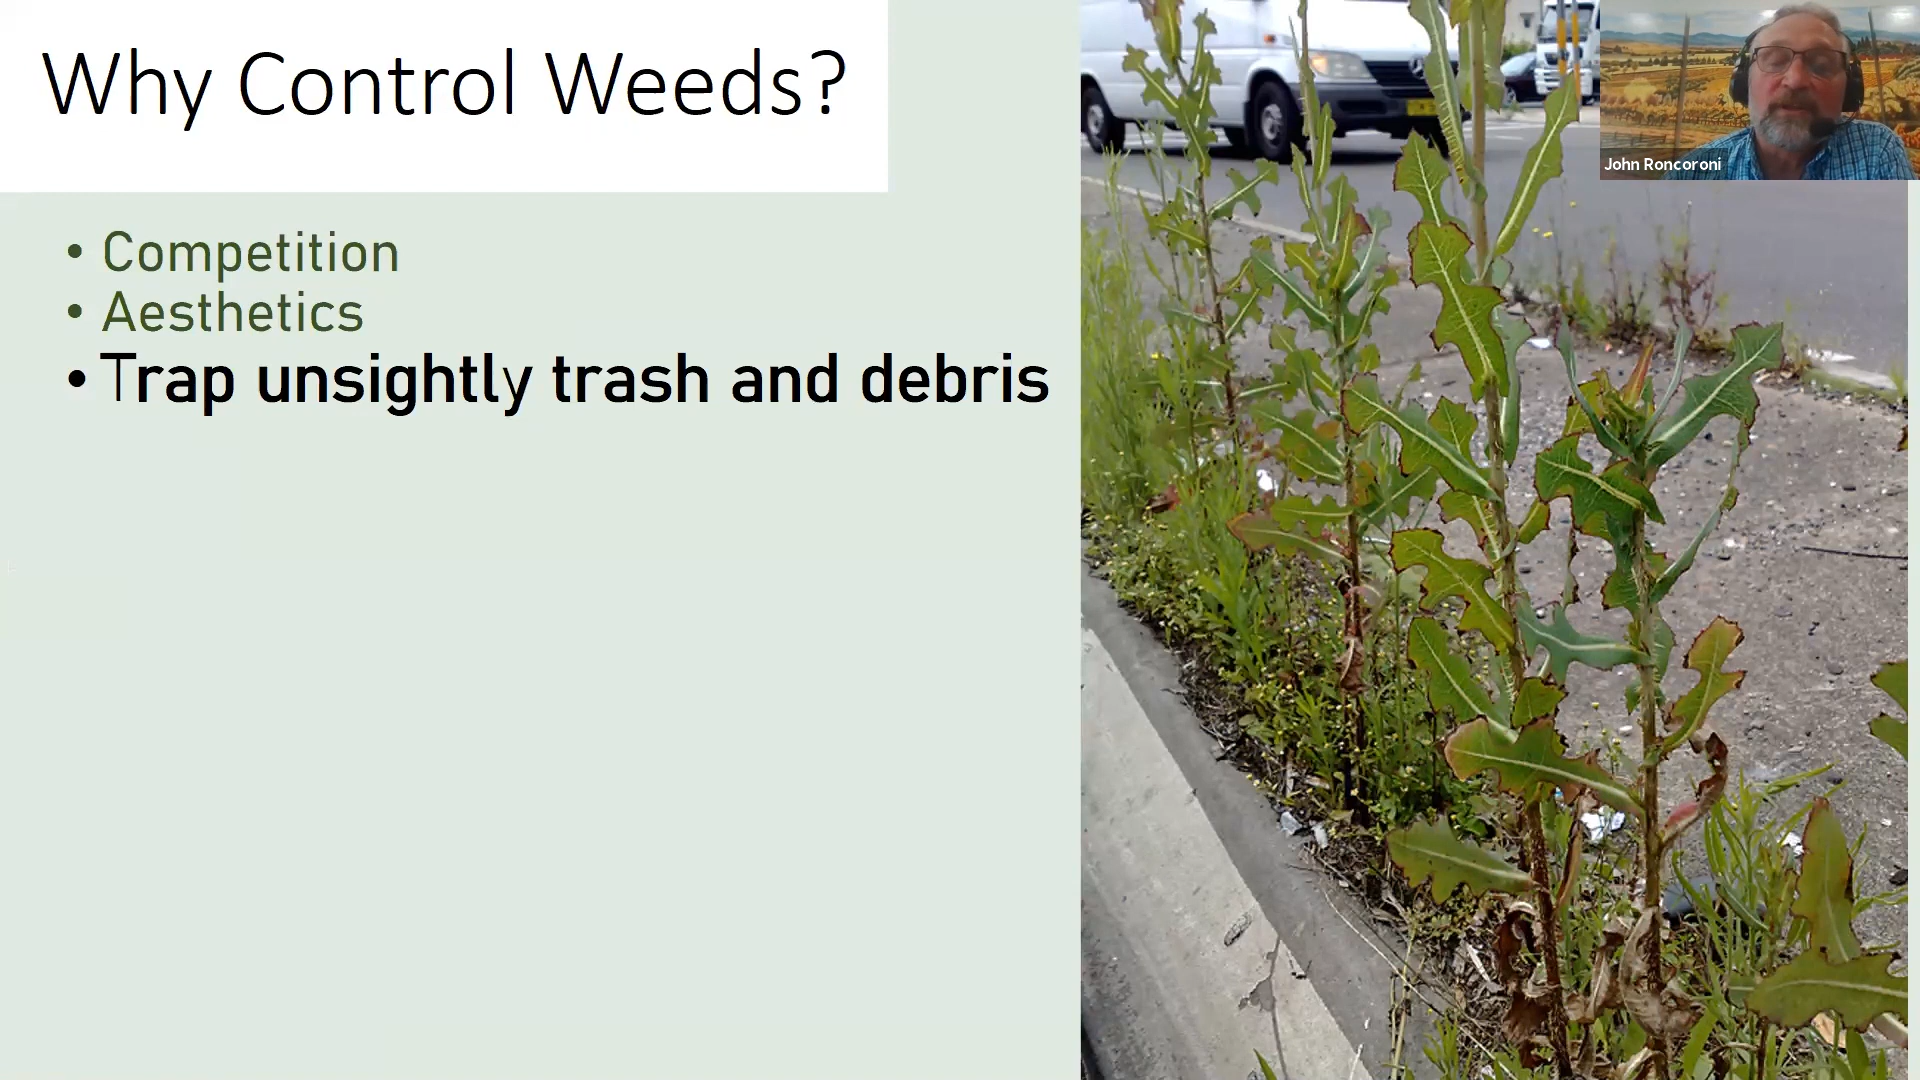 Why Control Weeds?
• Competition
• Aesthetics
• Trap unsightly trash and debris
John Roncoroni